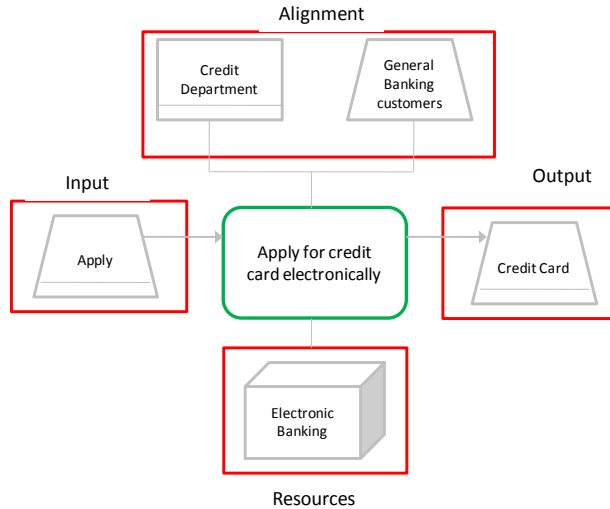 Alignment
Credit
Department
General
Banking
customers
Input
Output
Apply
Apply for credit
card electronically
Credit Card
Electronic
Banking
Resources